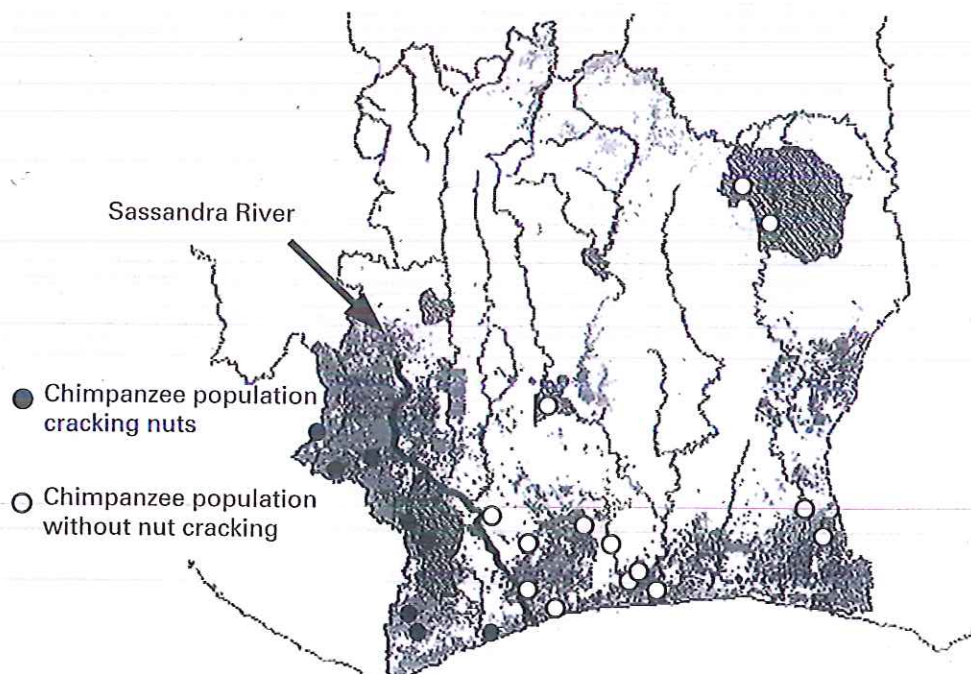 Sassandra River
Chimpanzee population
cracking nuts
Chimpanzee population
without nut cracking